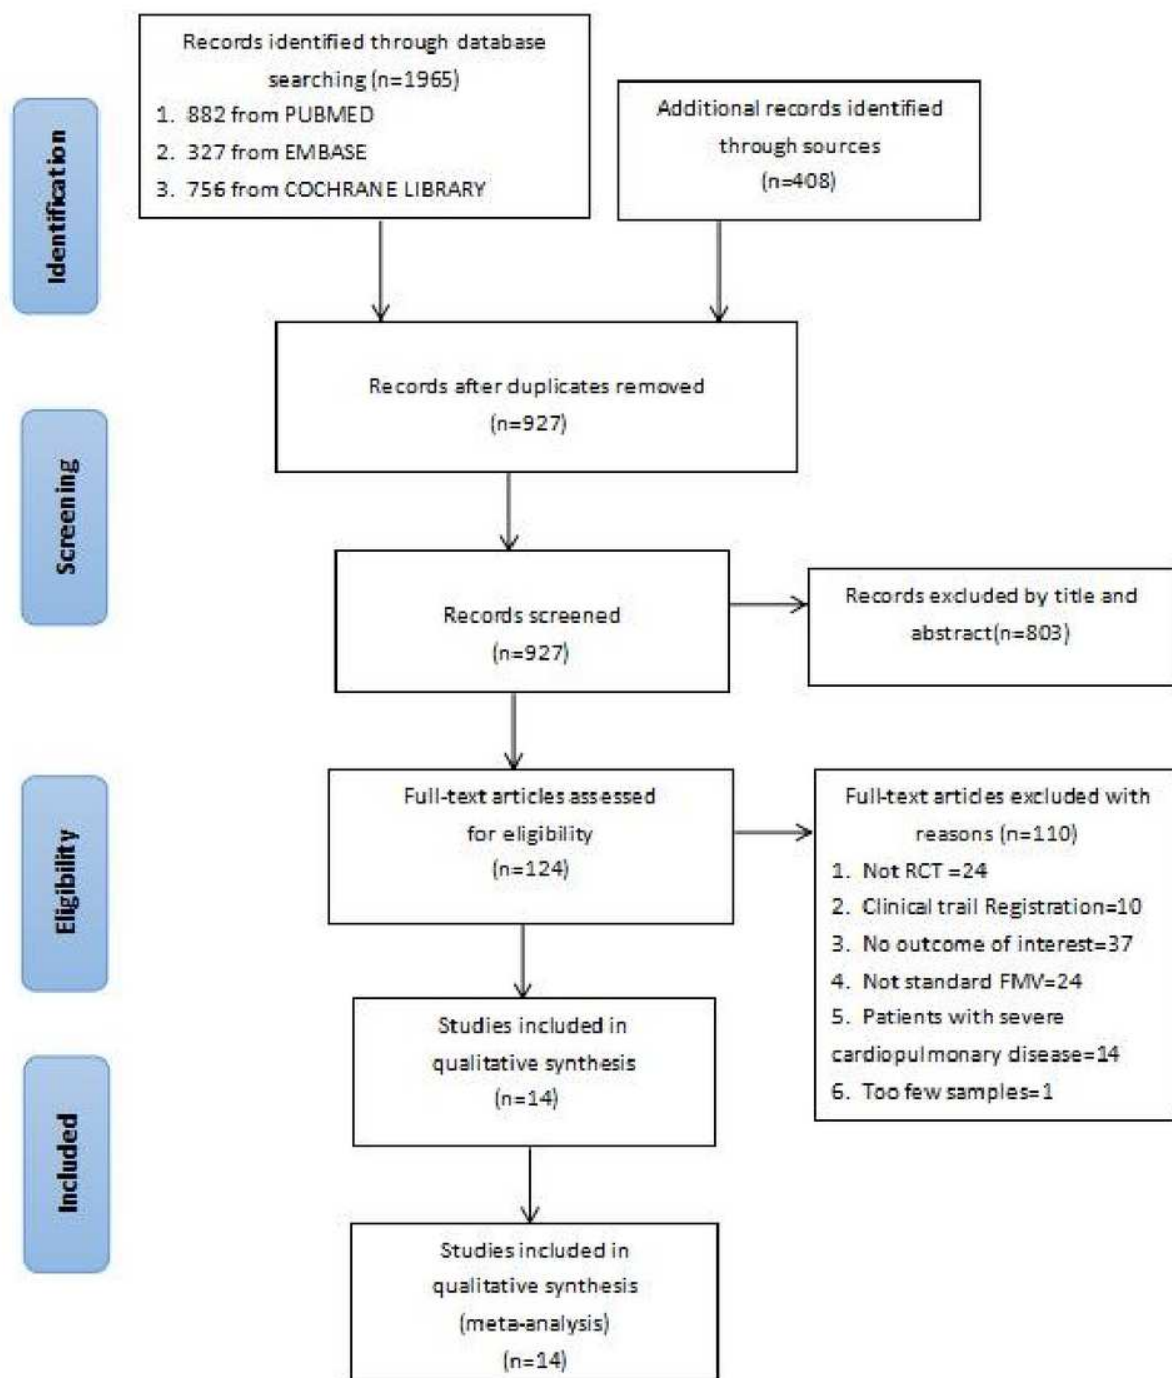 Records identified through database
searching (n=1965)
1. 882 from PUBMED
2. 327 from EMBASE
3. 756 from COCHRANE LIBRARY
Additional records identified
through sources
(n=408)
Identification
Records after duplicates removed
(n=927)
Screening
Records screened
(n=927)
Records excluded by title and
abstract(n=803)
Eligibility
Full-text articles assessed
for eligibility
(n=124)
Full-text articles excluded with
reasons (n=110)
1. Not RCT =24
2. Clinical trail Registration=10
3. No outcome of interest=37
4. Not standard FMV=24
5. Patients with severe
cardiopulmonary disease=14
6. Too few samples=1
Included
Studies included in
qualitative synthesis
(n=14)
Studies included in
qualitative synthesis
(meta-analysis)
(n=14)